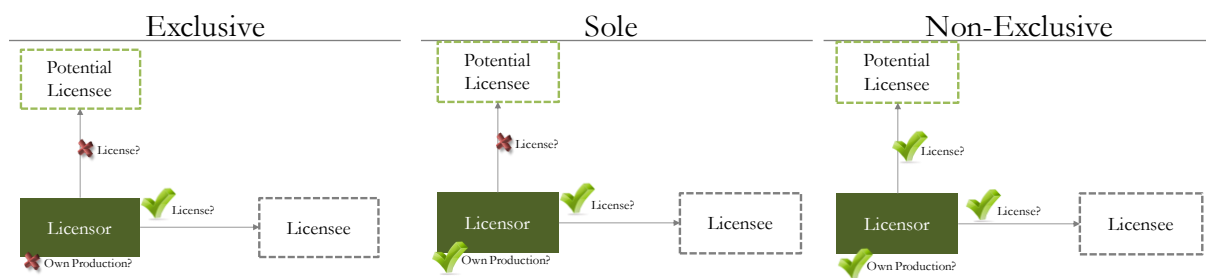 Exclusive
Potential
Licensee
License?
License?
Licensor
Licensee
Own Production?
Sole
Potential
Licensee
License?
License?
Licensor
Licensee
Own Production?
Non-Exclusive
Potential
Licensee
License?
License?
Licensor
Licensee
Own Production?